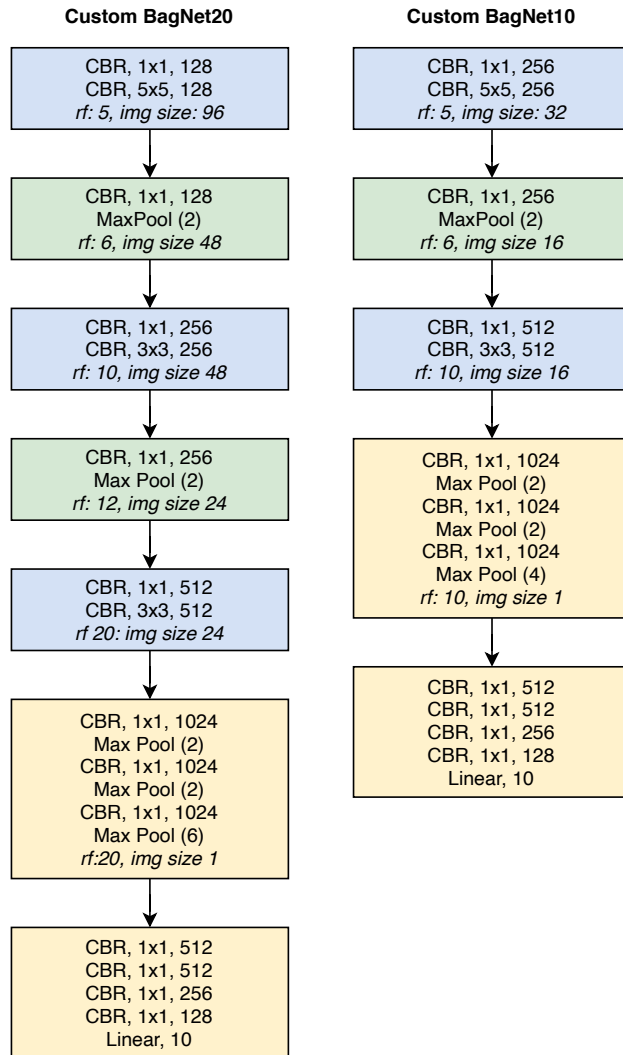 Custom BagNet20
CBR, 1x1, 128
CBR, 5x5, 128
rf: 5, img size: 96
CBR, 1x1, 128
MaxPool (2)
rf: 6, img size 48
CBR, 1x1, 256
CBR, 3x3, 256
rf: 10, img size 48
CBR, 1x1, 256
Max Pool (2)
rf: 12, img size 24
CBR, 1x1, 512
CBR, 3x3, 512
rf 20: img size 24
CBR, 1x1, 1024
Max Pool (2)
CBR, 1x1, 1024
Max Pool (2)
CBR, 1x1, 1024
Max Pool (6)
rf:20, img size 1
CBR, 1x1, 512
CBR, 1x1, 512
CBR, 1x1, 256
CBR, 1x1, 128
Linear, 10
Custom BagNet10
CBR, 1x1, 256
CBR, 5x5, 256
rf: 5, img size: 32
CBR, 1x1, 256
MaxPool (2)
rf: 6, img size 16
CBR, 1x1, 512
CBR, 3x3, 512
rf: 10, img size 16
CBR, 1x1, 1024
Max Pool (2)
CBR, 1x1, 1024
Max Pool (2)
CBR, 1x1, 1024
Max Pool (4)
rf: 10, img size 1
CBR, 1x1, 512
CBR, 1x1, 512
CBR, 1x1, 256
CBR, 1x1, 128
Linear, 10